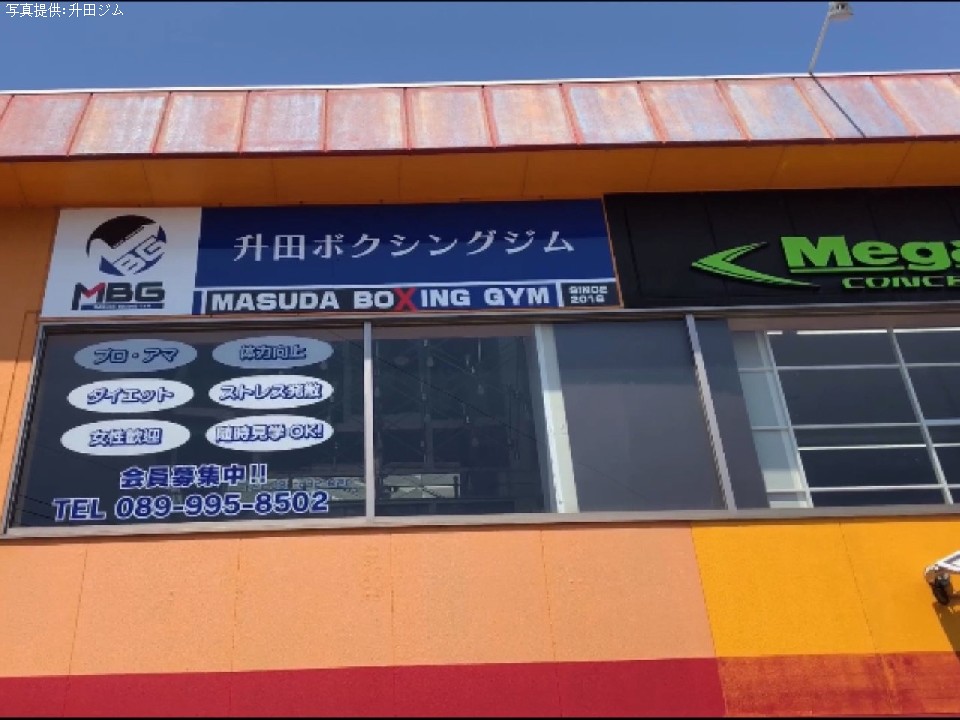 写真提供:升田ジム
MBG
MBG
升田ボクシングジム
MASUDA BOXING GYM
SINCE
2016
Mega
CONCE
プロ・アマ
体力向上
ダイエット
ストレス発散
女性歓迎
随時見学OK!
会員募集中!!
TEL 089-995-8502